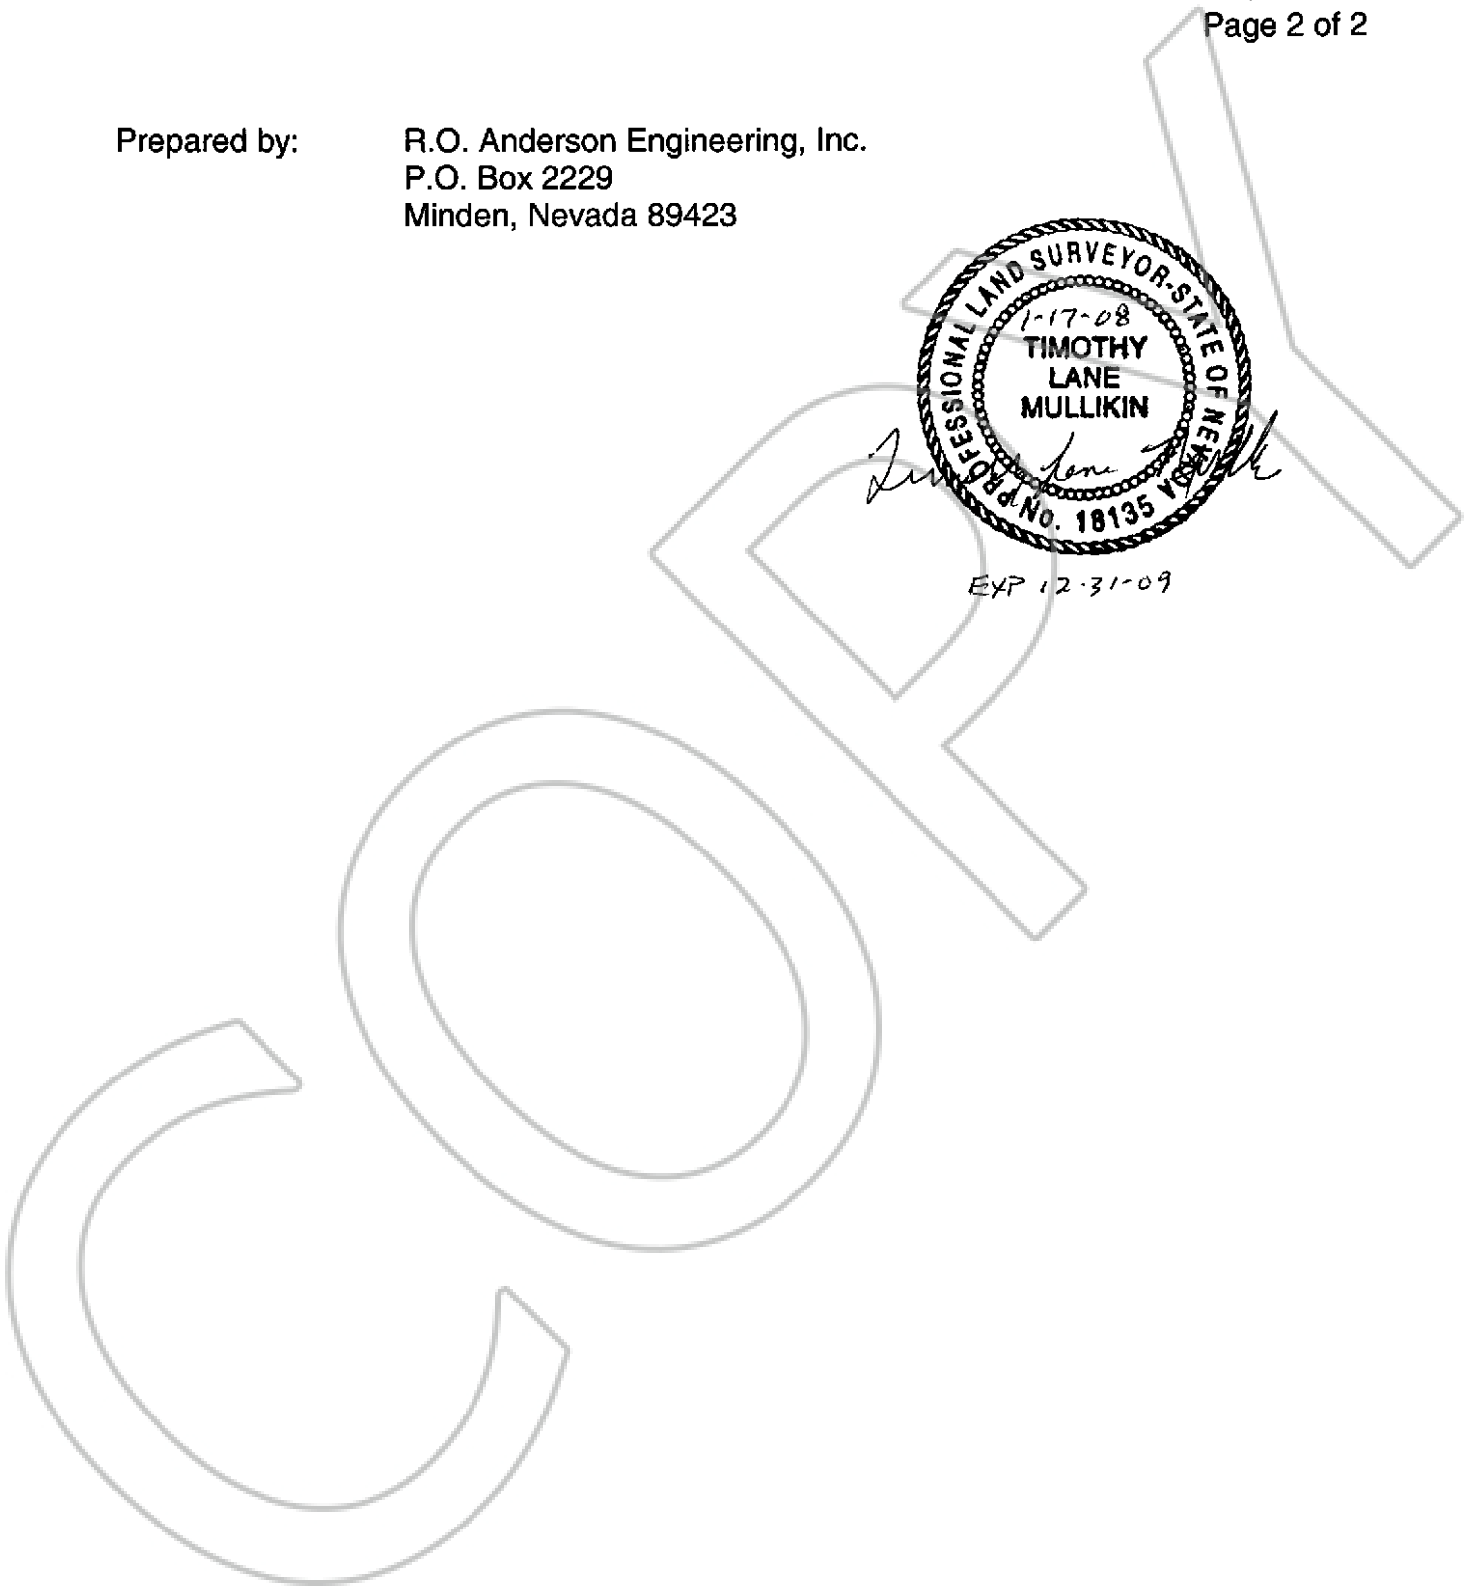 Page 2 of 2
Prepared by: R.O. Anderson Engineering, Inc.
P.O. Box 2229
Minden, Nevada 89423
PROFESSIONAL LAND SURVEYOR-STATE OF NEVADA
1-17-08
TIMOTHY
LANE
MULLIKIN
No. 18135
EXP 12-31-09
COPY